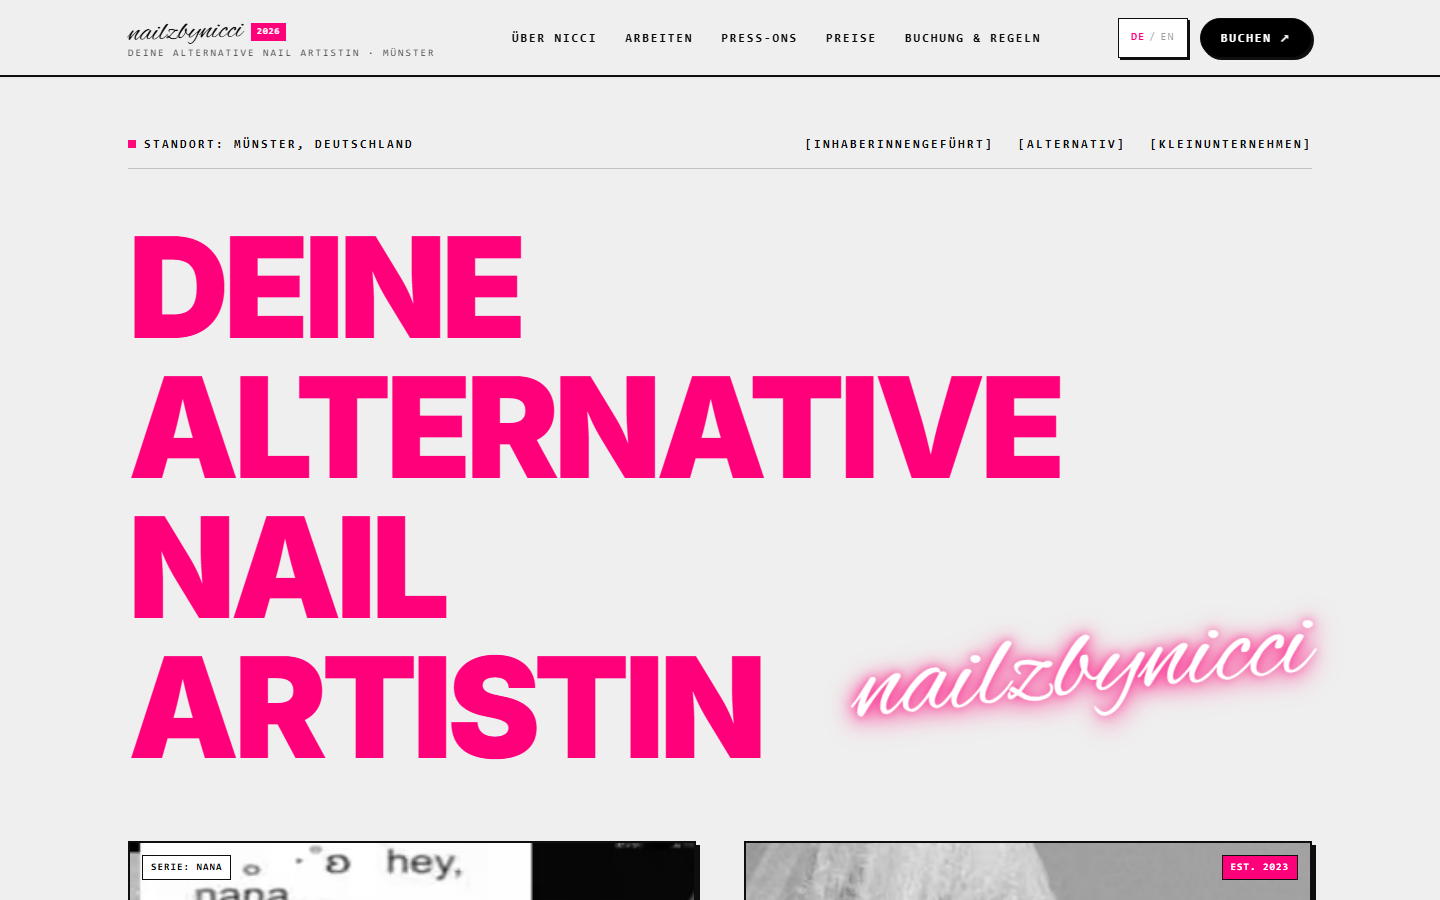 nailzbynicci 2026
DEINE ALTERNATIVE NAIL ARTISTIN · MÜNSTER
ÜBER NICCI ARBEITEN PRESS-ONS PREISE BUCHUNG & REGELN
DE / EN
BUCHEN ↗
STANDORT: MÜNSTER, DEUTSCHLAND
[INHABERINNENGEFÜHRT] [ALTERNATIV] [KLEINUNTERNEHMEN]
DEINE
ALTERNATIVE
NAIL
ARTISTIN
nailzbynicci
SERIE: NANA
hey,
nana
EST. 2023